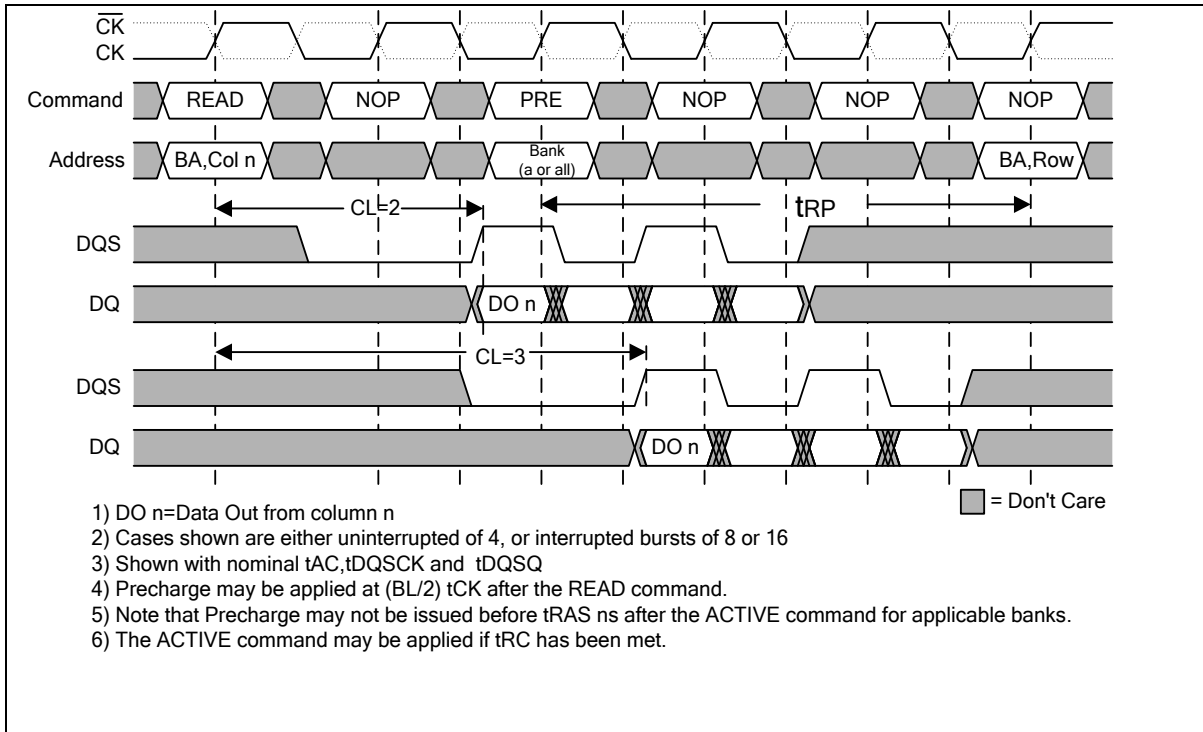 CK
CK
Command READ NOP PRE NOP NOP NOP
Address BA,Col n Bank (a or all) BA,Row
CL=2 tRP
DQS
DQ DO n
CL=3
DQS
DQ DO n
= Don't Care
1) DO n=Data Out from column n
2) Cases shown are either uninterrupted of 4, or interrupted bursts of 8 or 16
3) Shown with nominal tAC,tDQSCK and tDQSQ
4) Precharge may be applied at (BL/2) tCK after the READ command.
5) Note that Precharge may not be issued before tRAS ns after the ACTIVE command for applicable banks.
6) The ACTIVE command may be applied if tRC has been met.